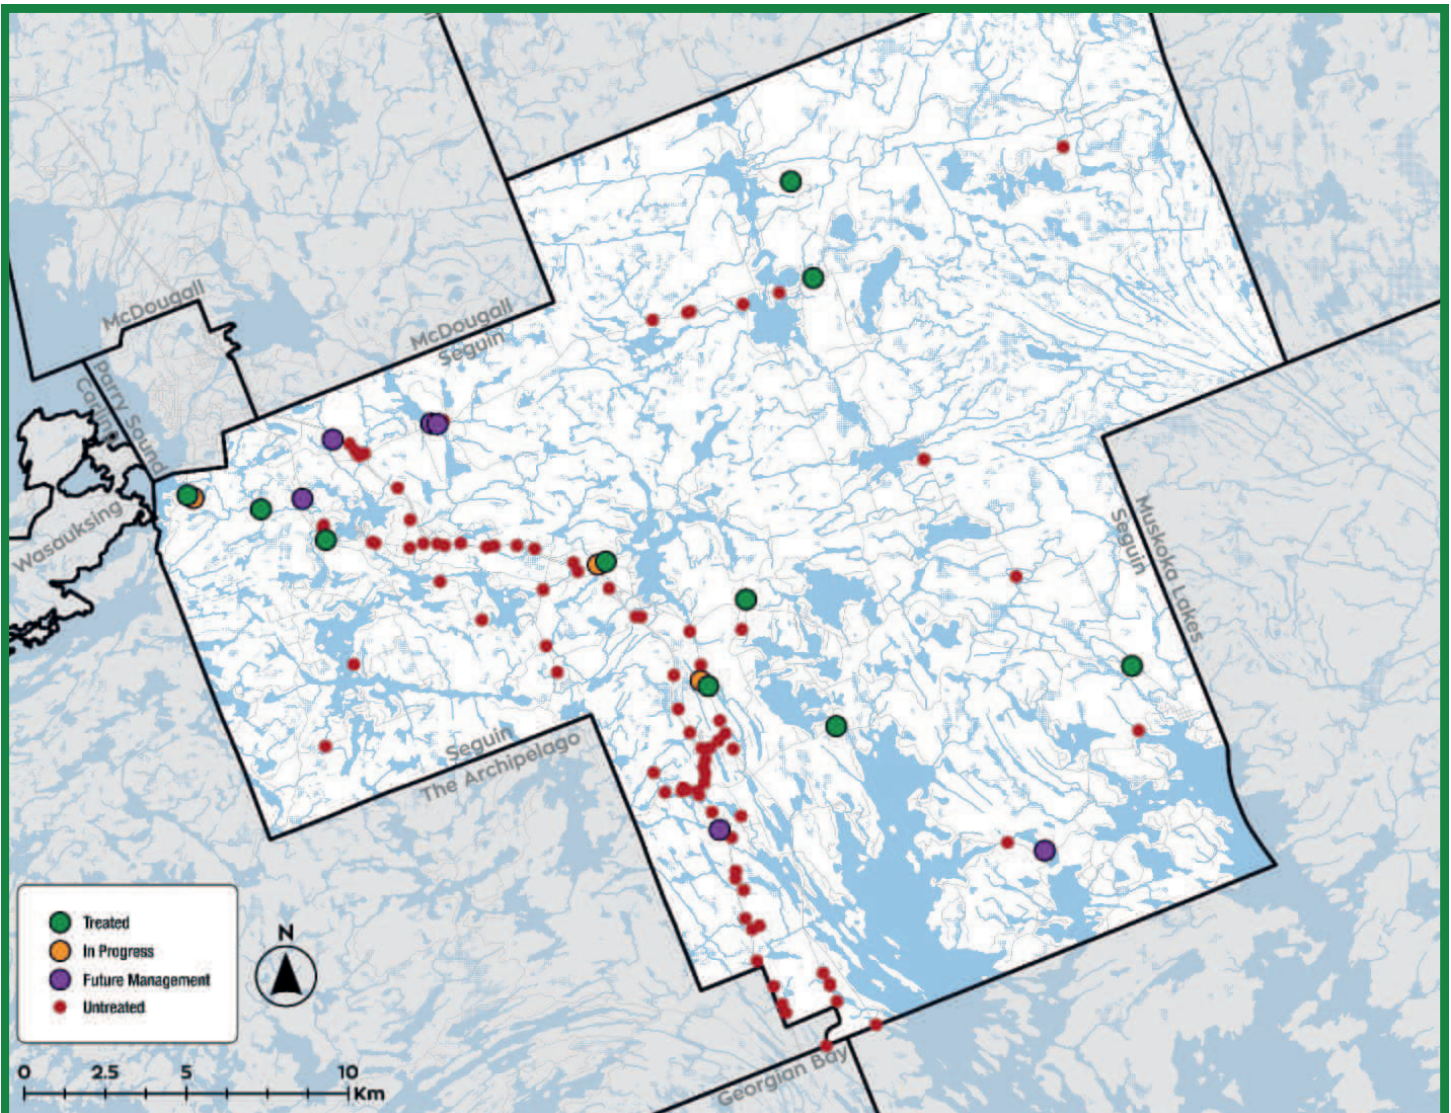 McDougall
McDougall
Seguin
Parry Sound
Carling
Wasauksing
Muskoka Lakes
Seguin
Seguin
The Archipelago
Treated
In Progress
Future Management
Untreated
N
0 2.5 5 10
Km
Georgian Bay